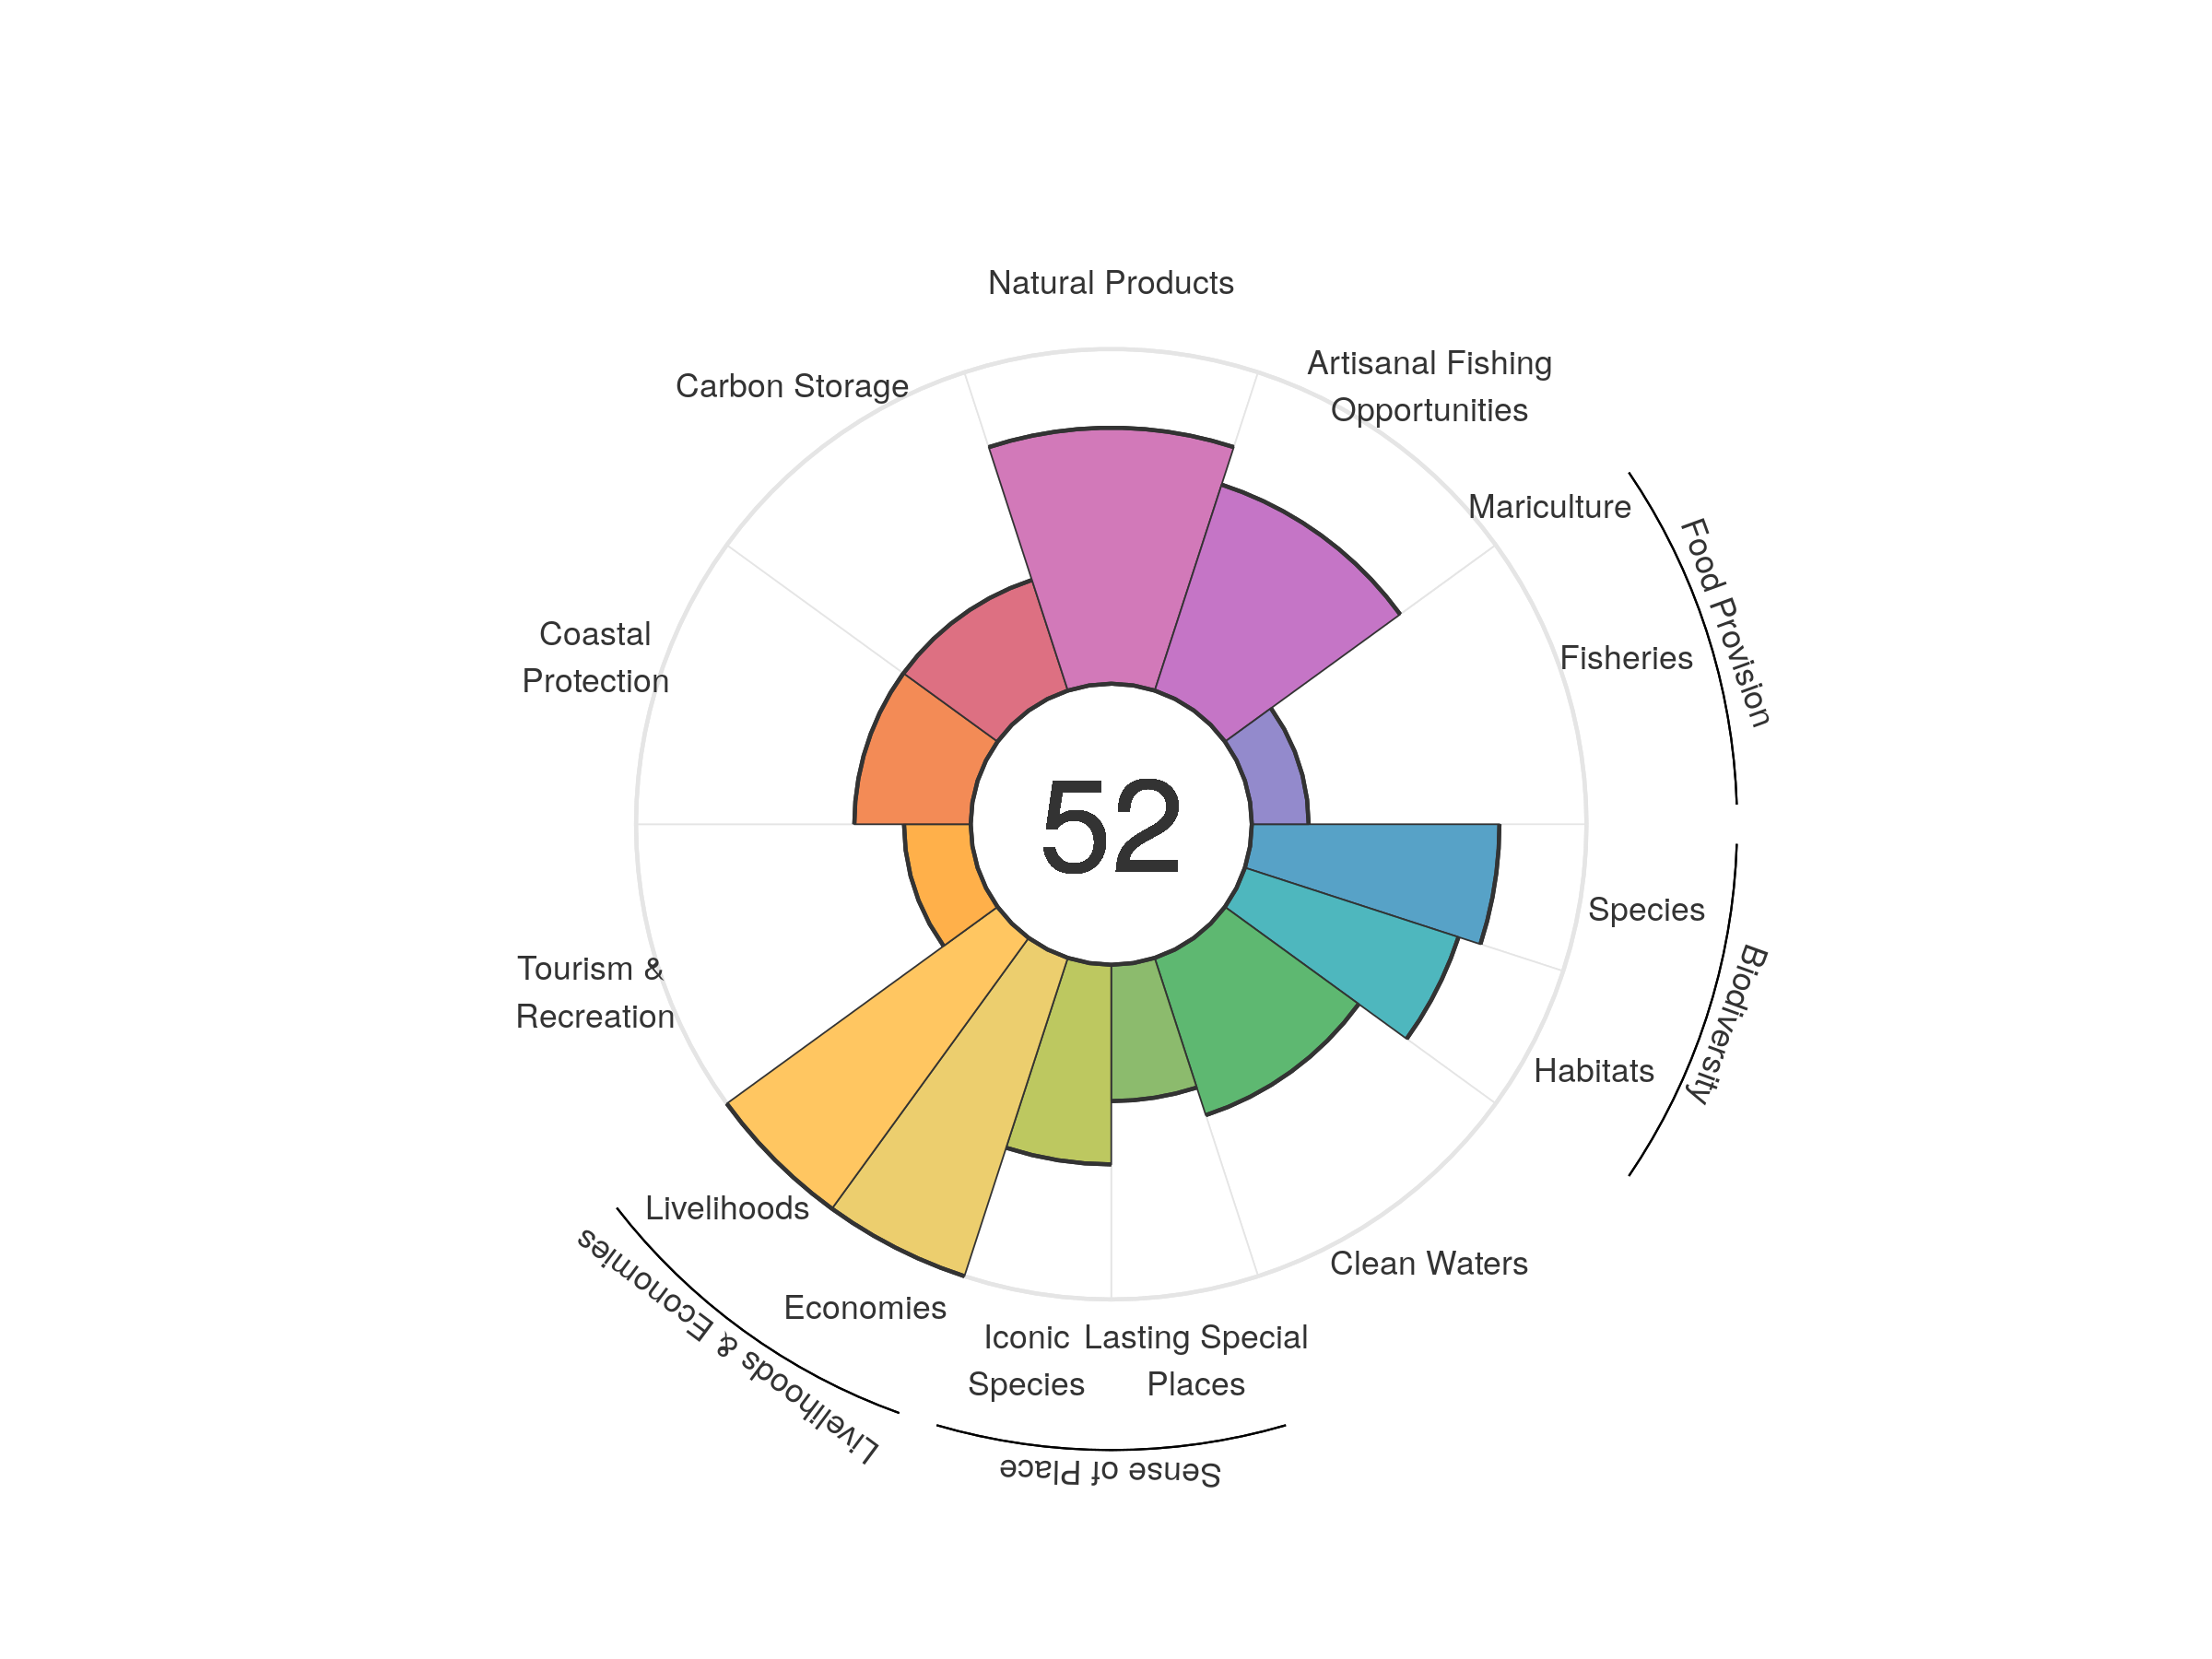 Natural Products
Artisanal Fishing
Opportunities
Carbon Storage
Mariculture
Food Provision
Fisheries
Coastal
Protection
52
Species
Biodiversity
Habitats
Tourism &
Recreation
Livelihoods
Livelihoods & Economies
Economies
Clean Waters
Iconic
Species
Lasting Special
Places
Sense of Place